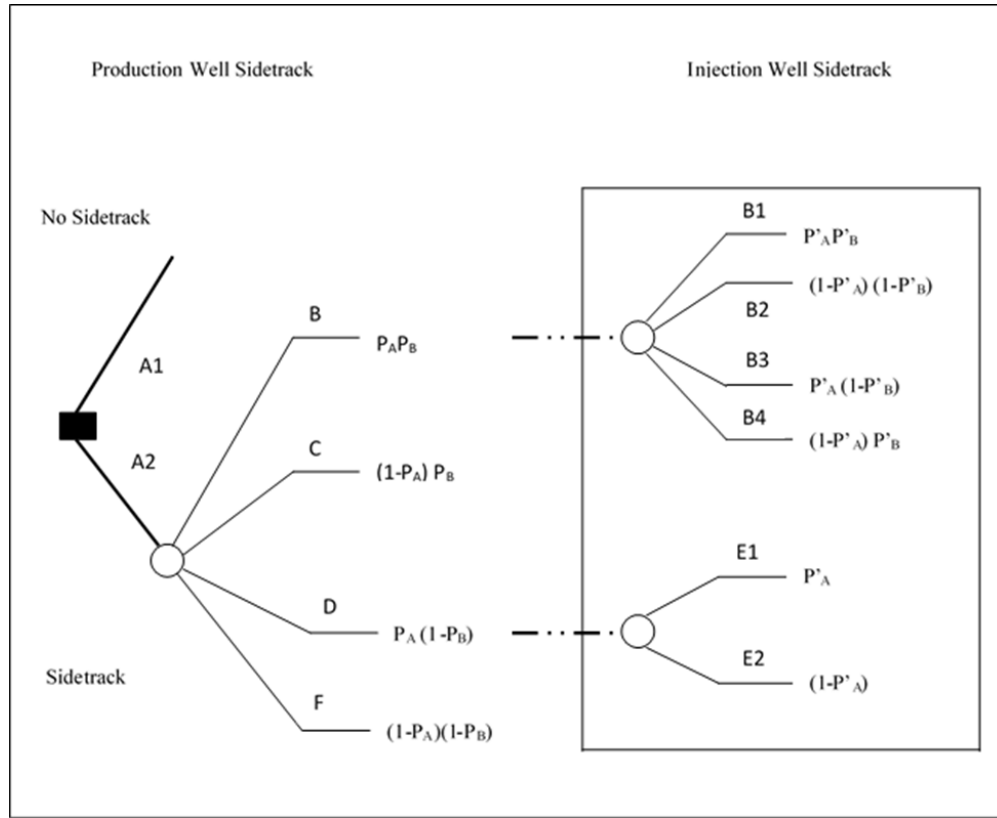 Production Well Sidetrack
Injection Well Sidetrack
No Sidetrack
A1
A2
Sidetrack
B
PAPB
C
(1-PA) PB
D
PA (1-PB)
F
(1-PA)(1-PB)
B1
P'AP'B
(1-P'A) (1-P'B)
B2
B3
P'A (1-P'B)
B4
(1-P'A) P'B
E1
P'A
E2
(1-P'A)